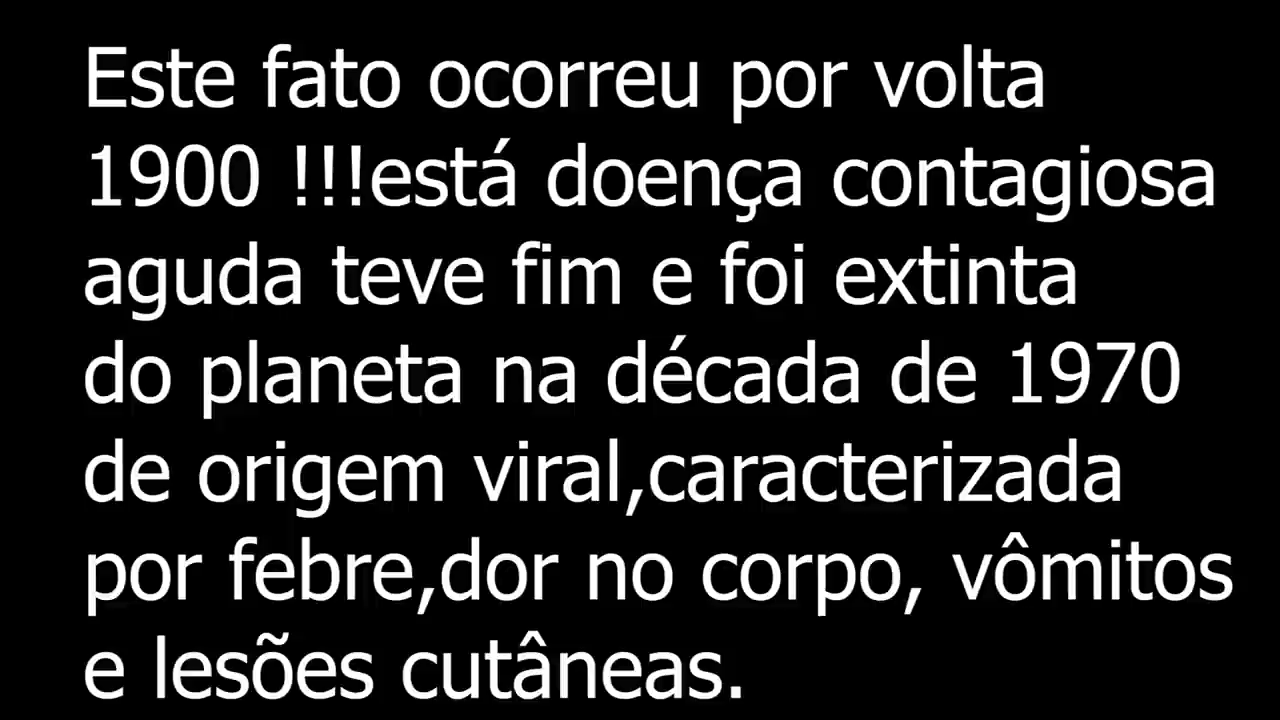 Este fato ocorreu por volta
1900 !!!está doença contagiosa
aguda teve fim e foi extinta
do planeta na década de 1970
de origem viral,caracterizada
por febre,dor no corpo, vômitos
e lesões cutâneas.